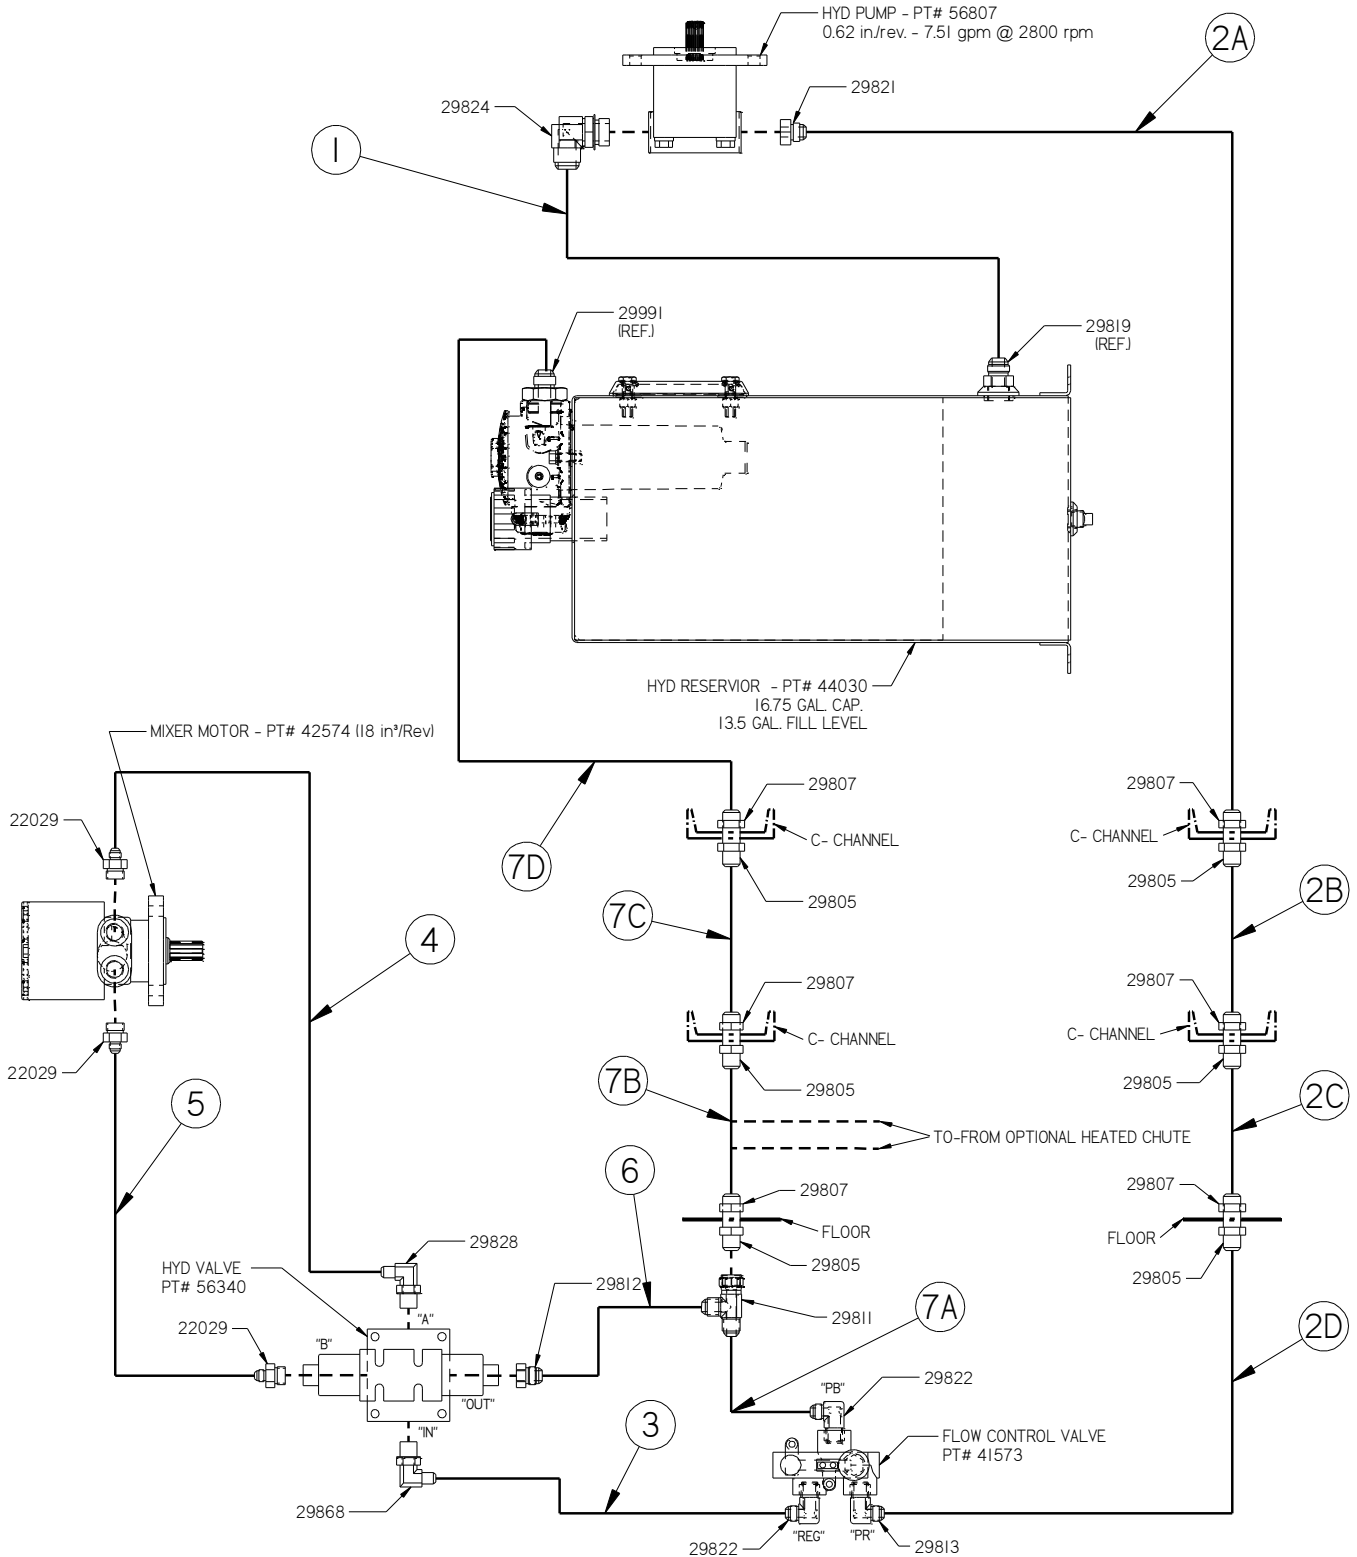 HYD PUMP - PT# 56807
0.62 in./rev. - 7.51 gpm @ 2800 rpm
2A
29821
29824
1
29991
(REF.)
29819
(REF.)
HYD RESERVIOR - PT# 44030
16.75 GAL. CAP.
13.5 GAL. FILL LEVEL
MIXER MOTOR - PT# 42574 (18 in³/Rev)
29807
29807
22029
C- CHANNEL
C- CHANNEL
7D
29805
29805
2B
7C
4
29807
29807
C- CHANNEL
C- CHANNEL
22029
29805
29805
7B
5
2C
TO-FROM OPTIONAL HEATED CHUTE
6
29807
29807
FLOOR
FLOOR
29828
29805
29805
HYD VALVE
PT# 56340
29812
29811
7A
2D
"A"
22029
"B"
"OUT"
"PB"
29822
"IN"
3
FLOW CONTROL VALVE
PT# 41573
29868
"REG"
"PR"
29822
29813